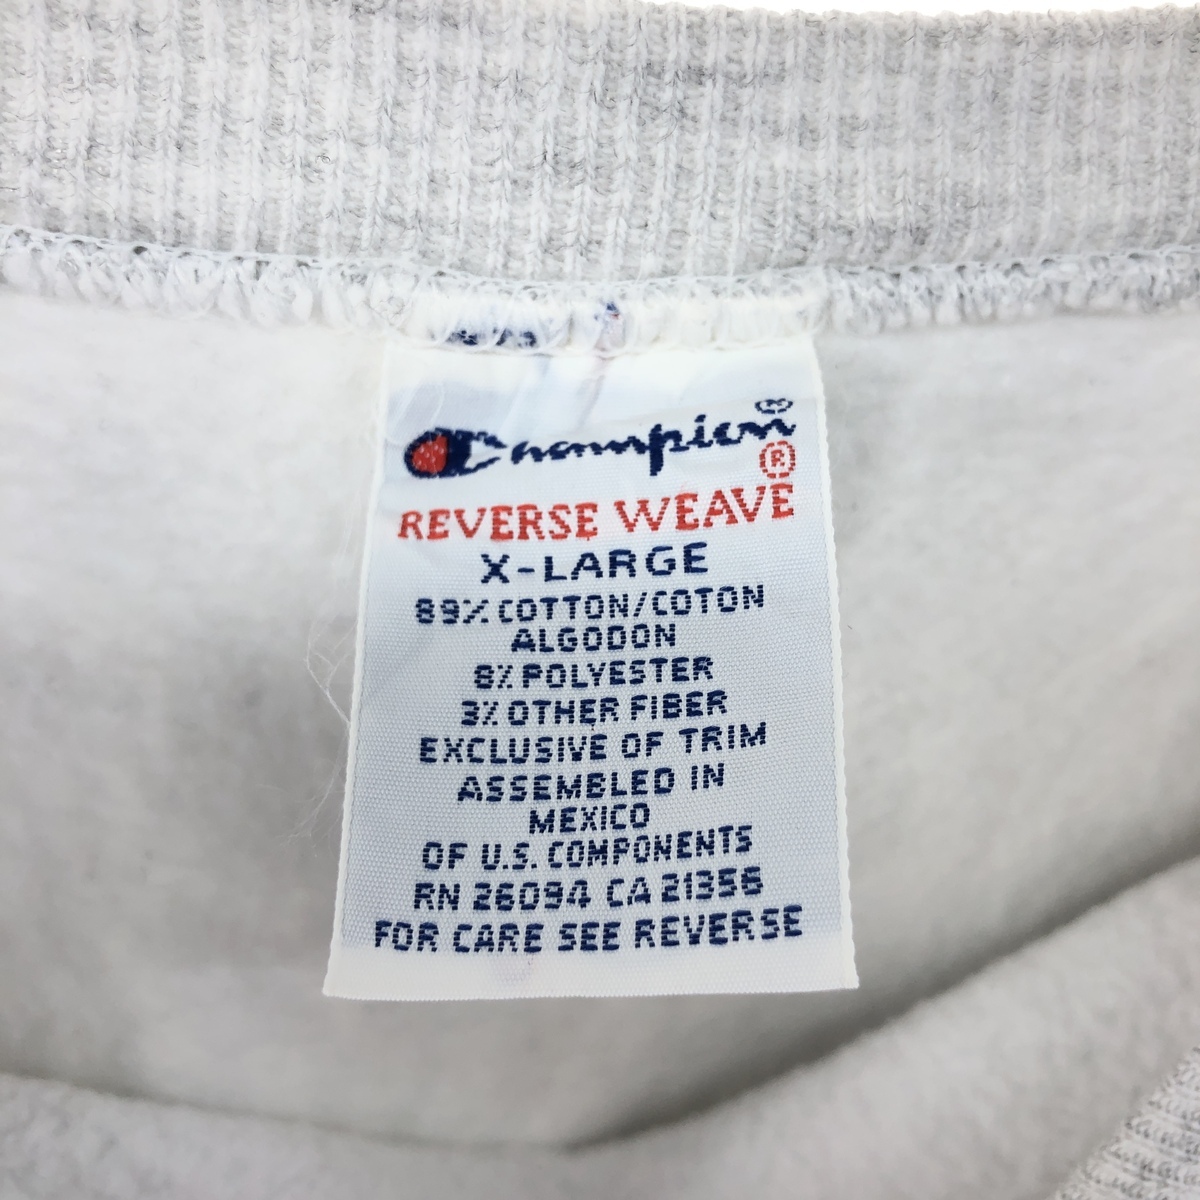 Champion®
REVERSE WEAVE®
X-LARGE
89% COTTON/COTON
ALGODON
8% POLYESTER
3% OTHER FIBER
EXCLUSIVE OF TRIM
ASSEMBLED IN
MEXICO
OF U.S. COMPONENTS
RN 26094 CA 21356
FOR CARE SEE REVERSE